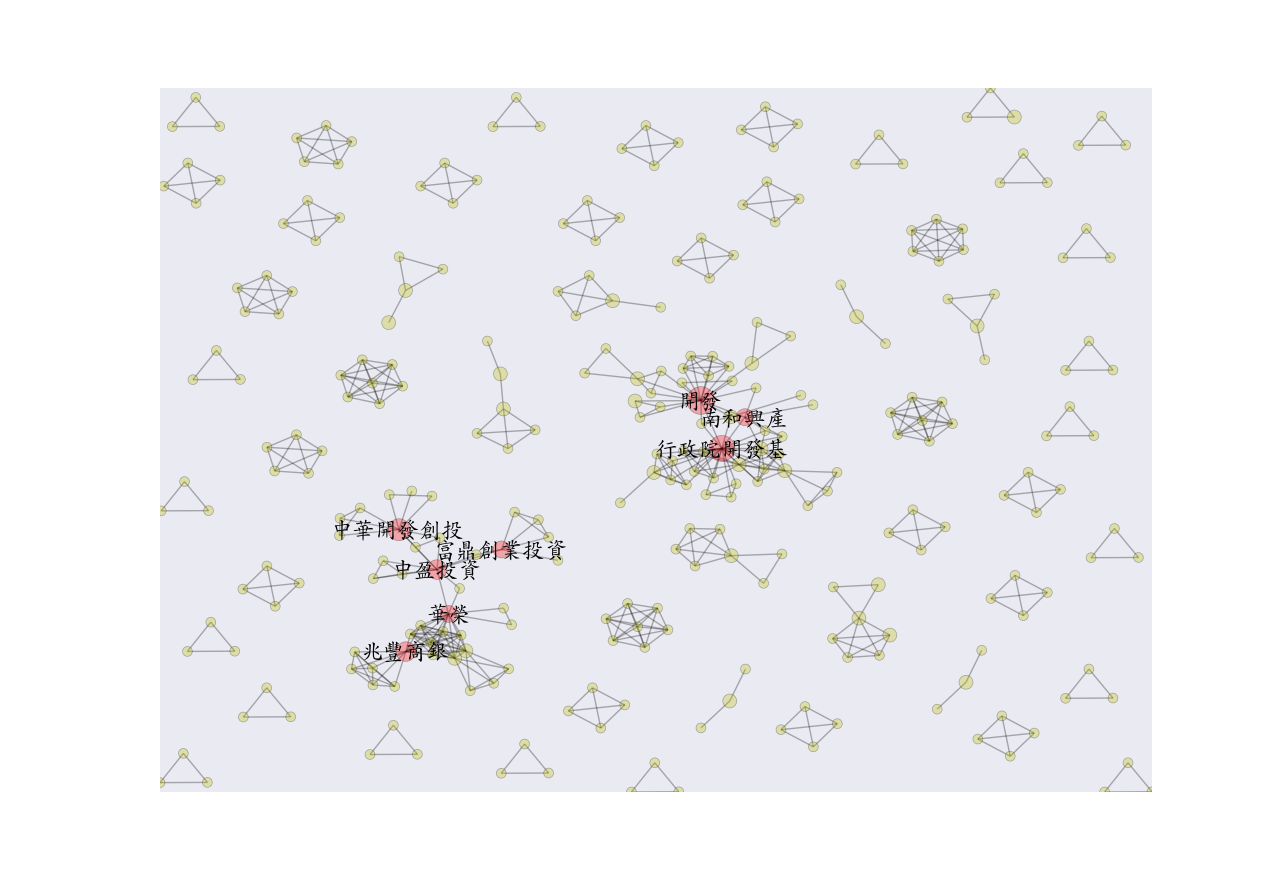 開發
南和興產
行政院開發基
中華開發創投
富鼎創業投資
中盈投資
華榮
兆豐商銀